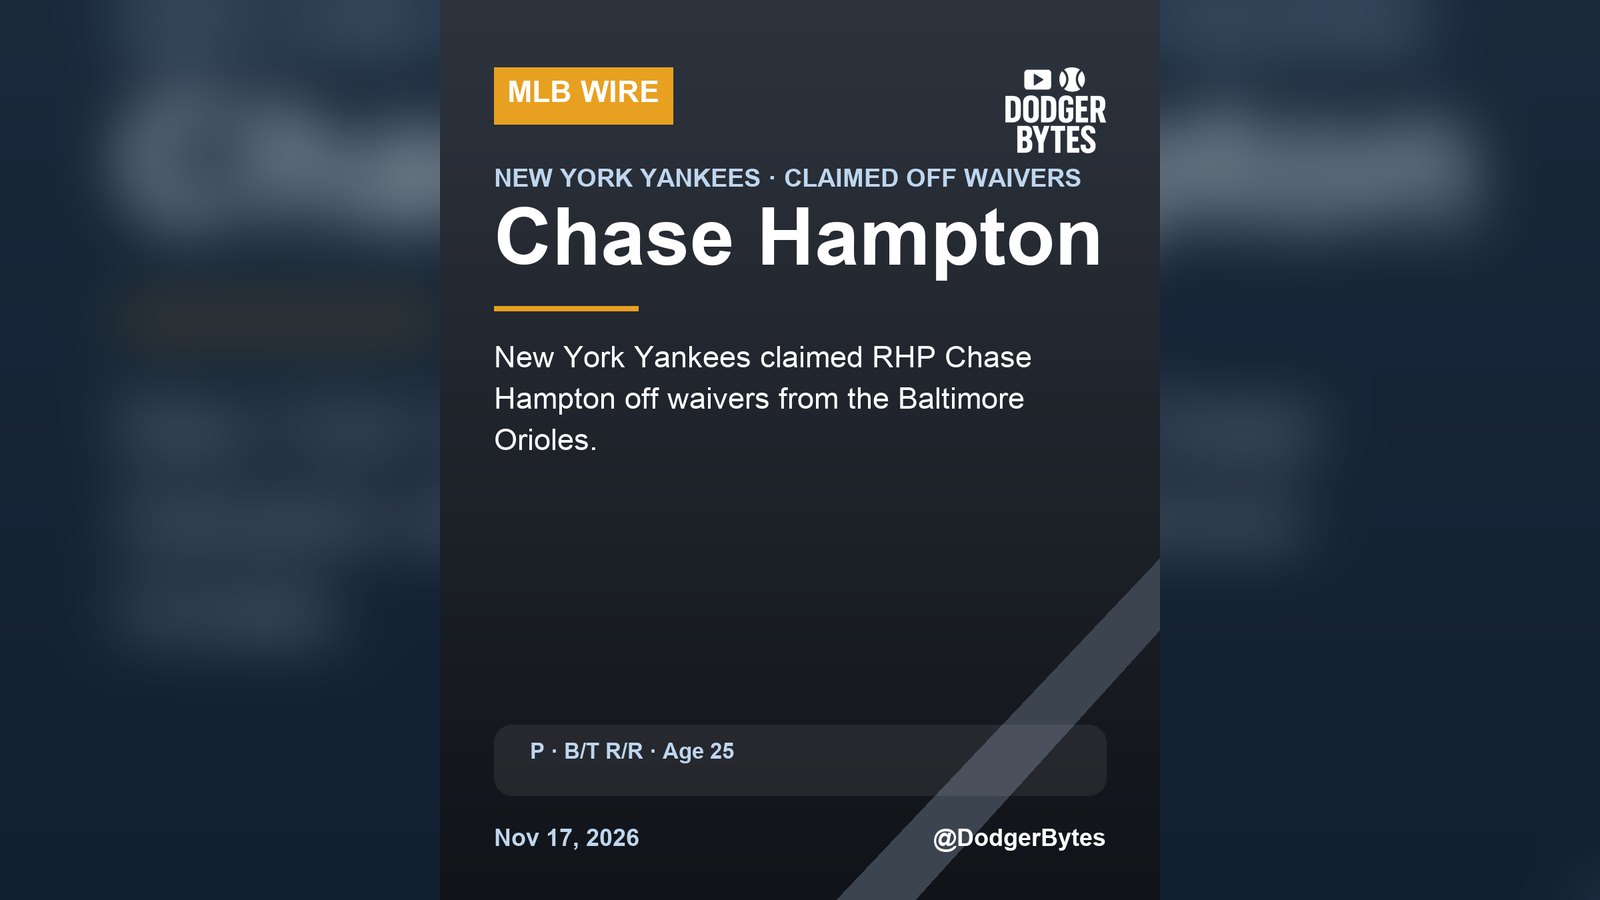 MLB WIRE
DODGER
BYTES
NEW YORK YANKEES · CLAIMED OFF WAIVERS
Chase Hampton
New York Yankees claimed RHP Chase
Hampton off waivers from the Baltimore
Orioles.
P · B/T R/R · Age 25
Nov 17, 2026
@DodgerBytes